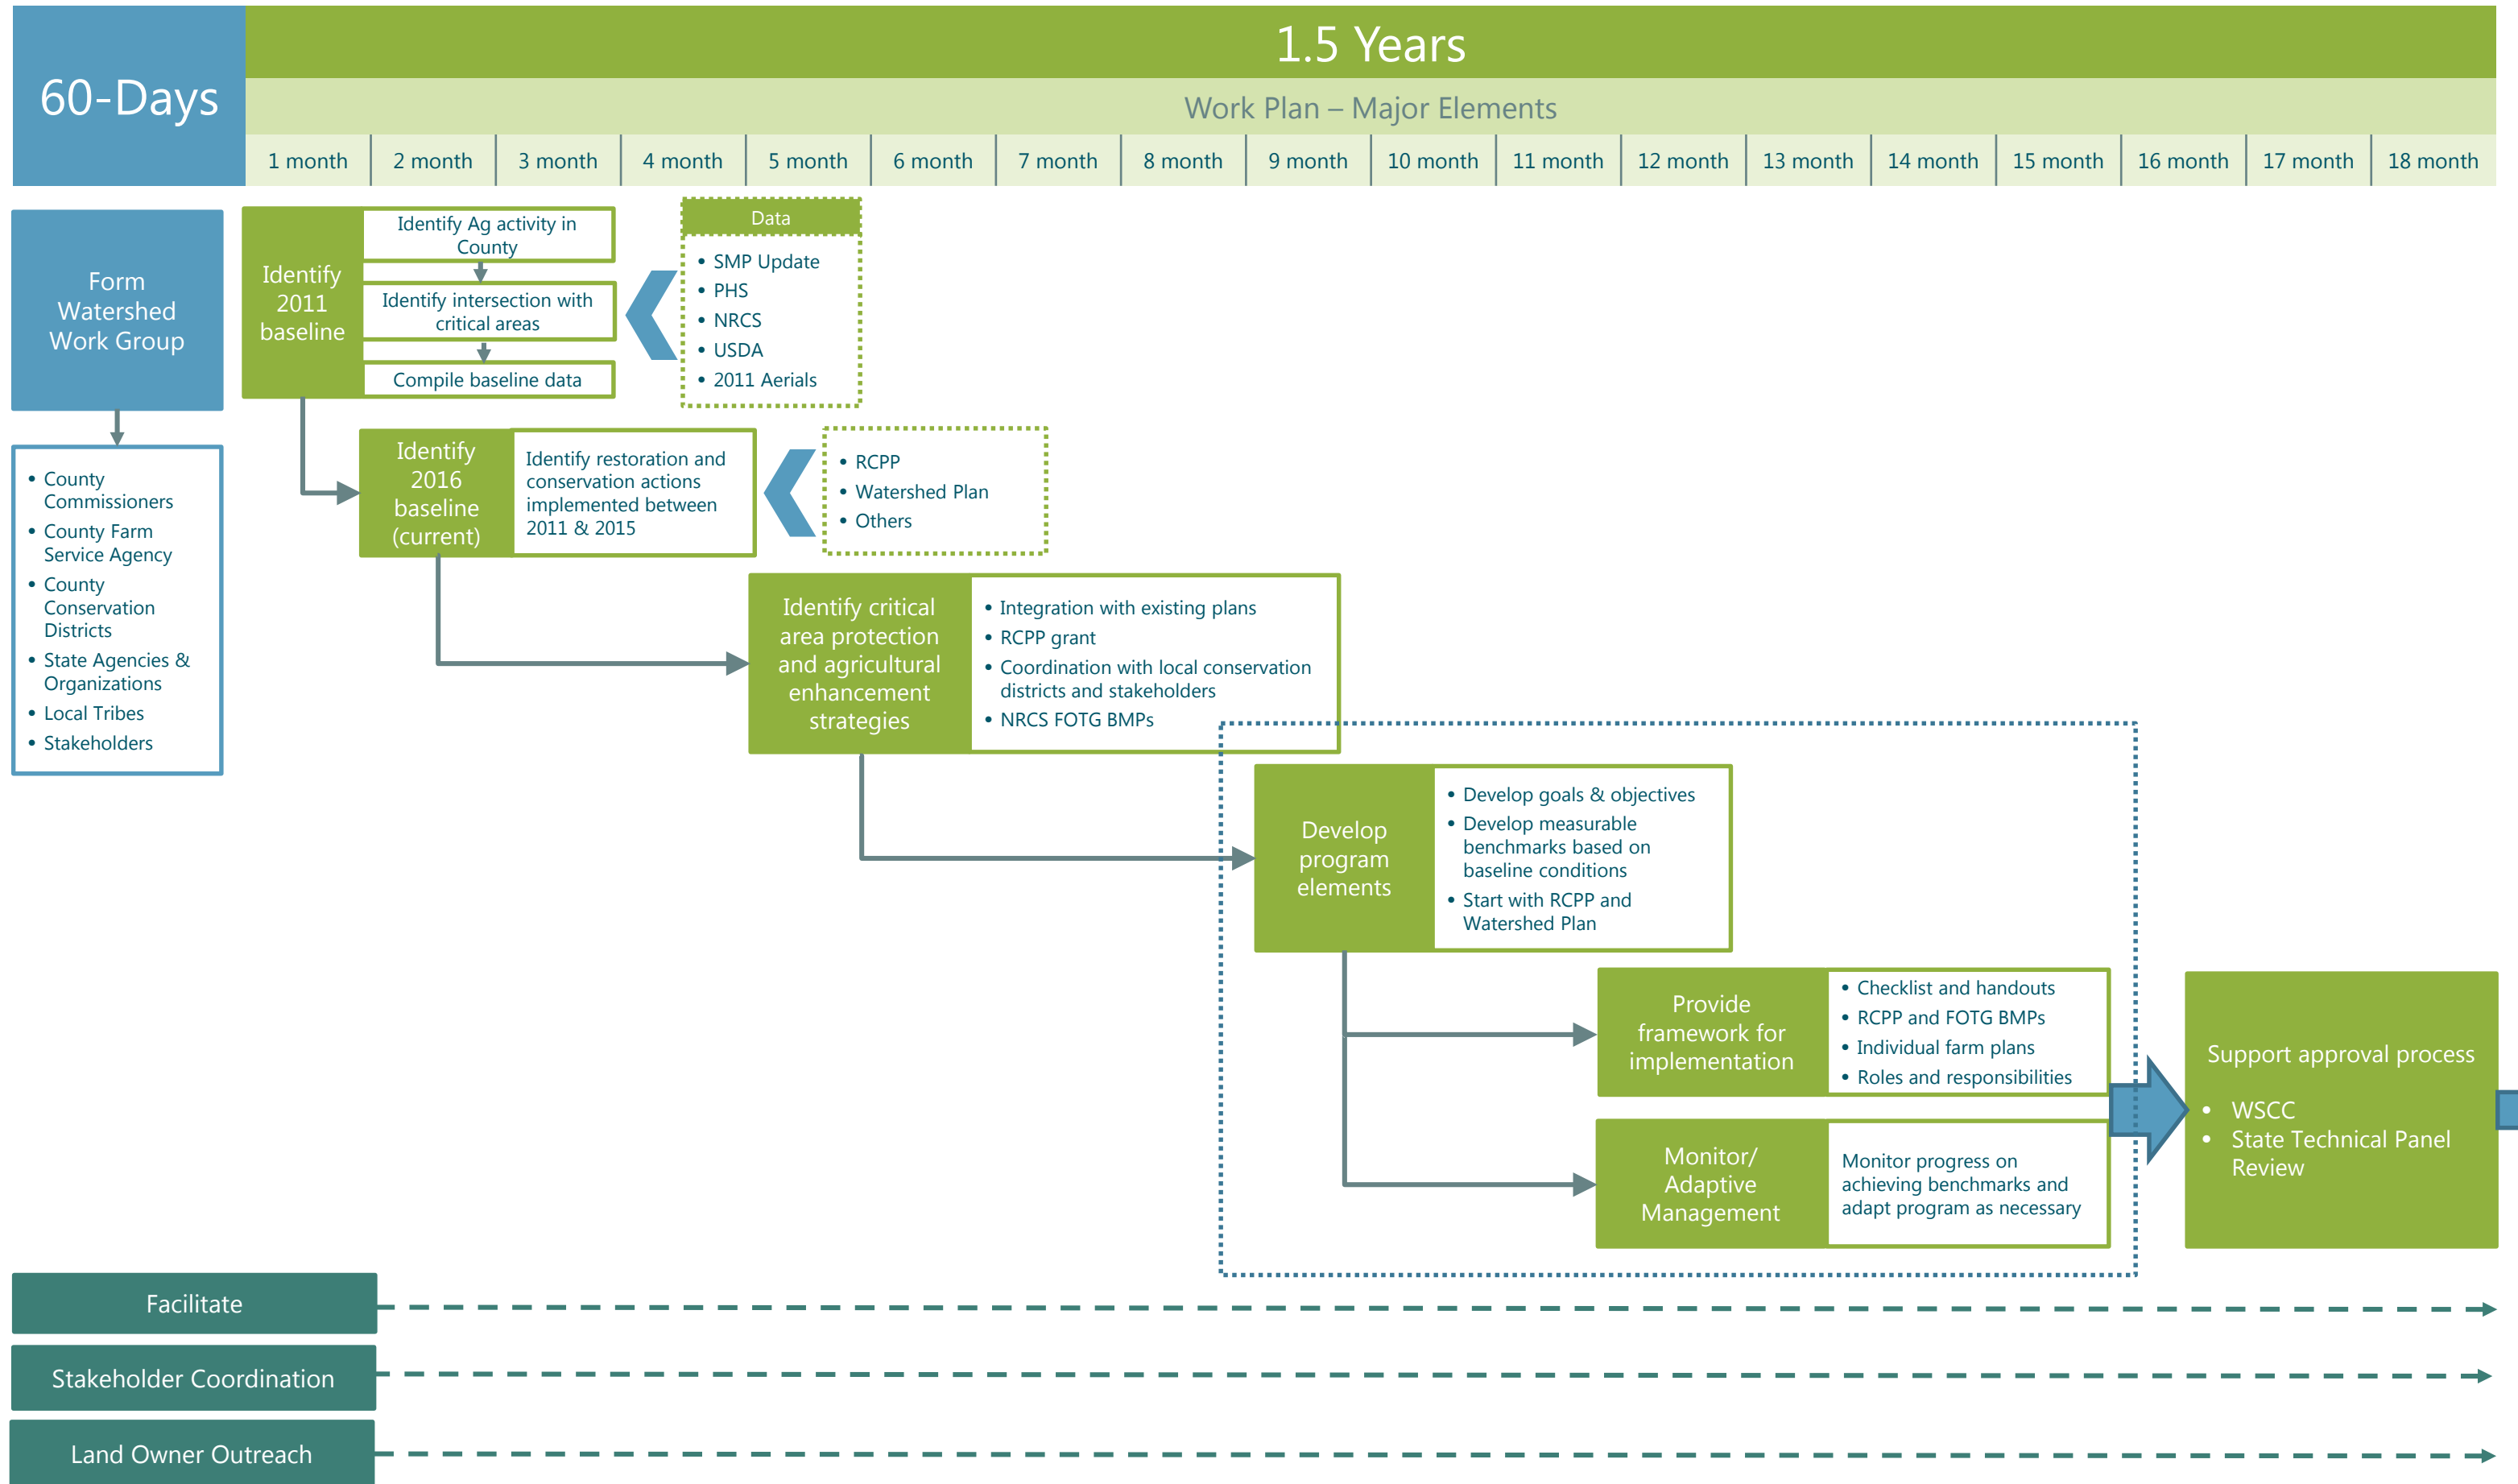 60-Days
1.5 Years
Work Plan – Major Elements
1 month
2 month
3 month
4 month
5 month
6 month
7 month
8 month
9 month
10 month
11 month
12 month
13 month
14 month
15 month
16 month
17 month
18 month
Form
Watershed
Work Group
• County
Commissioners
• County Farm
Service Agency
• County
Conservation
Districts
• State Agencies &
Organizations
• Local Tribes
• Stakeholders
Identify
2011
baseline
Identify Ag activity in
County
Identify intersection with
critical areas
Compile baseline data
Data
• SMP Update
• PHS
• NRCS
• USDA
• 2011 Aerials
Identify
2016
baseline
(current)
Identify restoration and
conservation actions
implemented between
2011 & 2015
• RCPP
• Watershed Plan
• Others
Identify critical
area protection
and agricultural
enhancement
strategies
• Integration with existing plans
• RCPP grant
• Coordination with local conservation
districts and stakeholders
• NRCS FOTG BMPs
Develop
program
elements
• Develop goals & objectives
• Develop measurable
benchmarks based on
baseline conditions
• Start with RCPP and
Watershed Plan
Provide
framework for
implementation
• Checklist and handouts
• RCPP and FOTG BMPs
• Individual farm plans
• Roles and responsibilities
Monitor/
Adaptive
Management
Monitor progress on
achieving benchmarks and
adapt program as necessary
Support approval process
• WSCC
• State Technical Panel
Review
Facilitate
Stakeholder Coordination
Land Owner Outreach